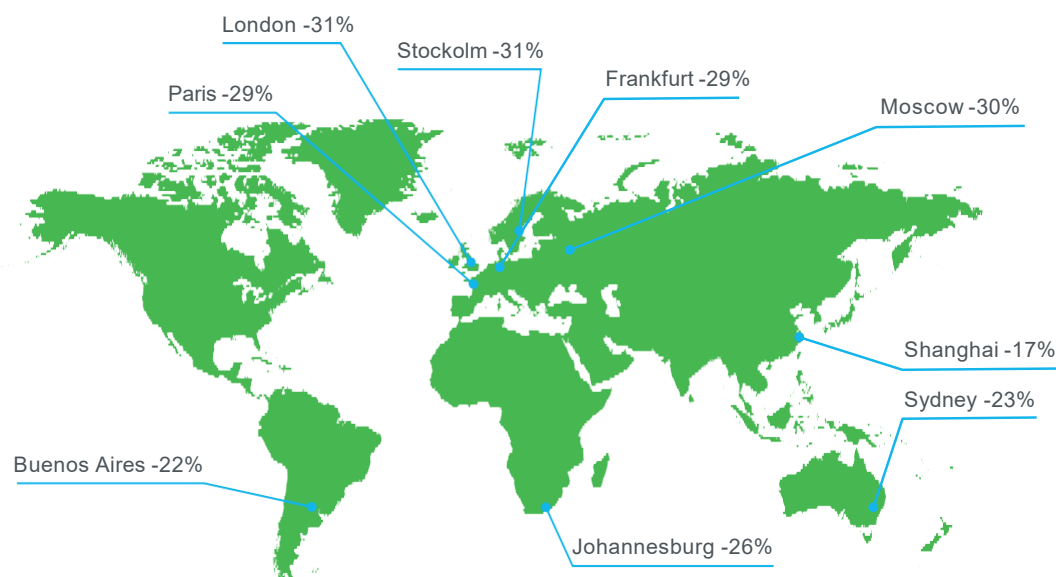 London -31%
Stockolm -31%
Frankfurt -29%
Paris -29%
Moscow -30%
Shanghai -17%
Sydney -23%
Buenos Aires -22%
Johannesburg -26%